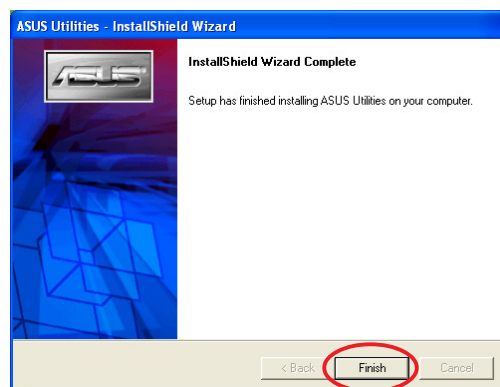 ASUS Utilities - InstallShield Wizard
ASUS
InstallShield Wizard Complete
Setup has finished installing ASUS Utilities on your computer.
< Back
Finish
Cancel